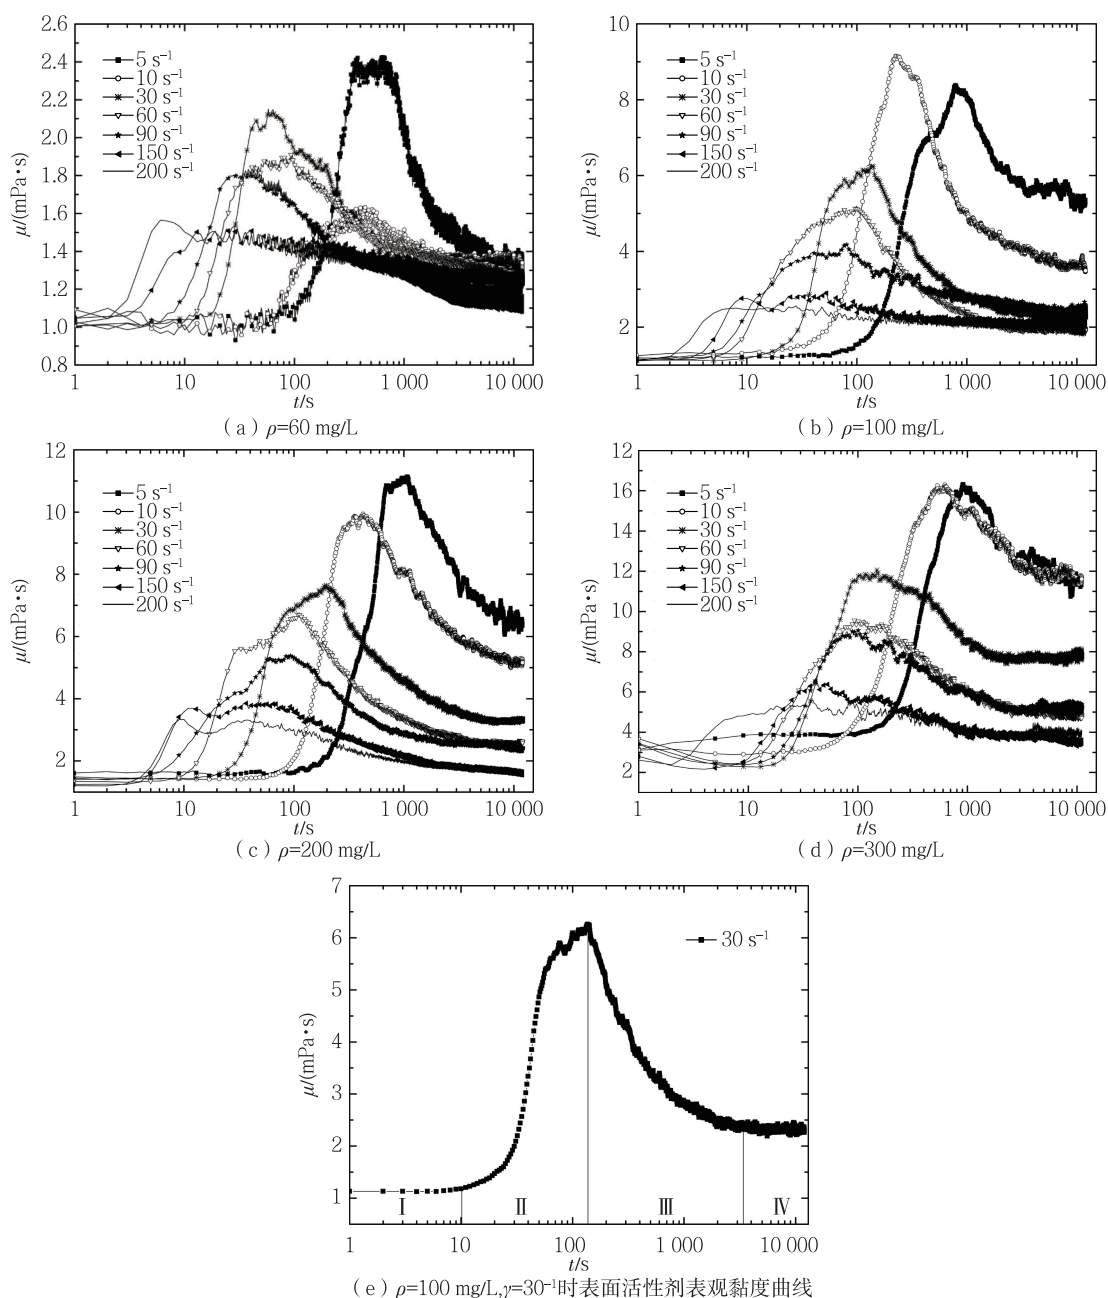 2.6
2.4
2.2
2.0
1.8
1.6
1.4
1.2
1.0
0.8
μ/(mPa•s)
5 s⁻¹
10 s⁻¹
30 s⁻¹
60 s⁻¹
90 s⁻¹
150 s⁻¹
200 s⁻¹
1 10 100 1 000 10 000
t/s
(a) ρ=60 mg/L
10
8
6
4
2
μ/(mPa•s)
5 s⁻¹
10 s⁻¹
30 s⁻¹
60 s⁻¹
90 s⁻¹
150 s⁻¹
200 s⁻¹
1 10 100 1 000 10 000
t/s
(b) ρ=100 mg/L
12
10
8
6
4
2
μ/(mPa•s)
5 s⁻¹
10 s⁻¹
30 s⁻¹
60 s⁻¹
90 s⁻¹
150 s⁻¹
200 s⁻¹
1 10 100 1 000 10 000
t/s
(c) ρ=200 mg/L
16
14
12
10
8
6
4
2
μ/(mPa•s)
5 s⁻¹
10 s⁻¹
30 s⁻¹
60 s⁻¹
90 s⁻¹
150 s⁻¹
200 s⁻¹
1 10 100 1 000 10 000
t/s
(d) ρ=300 mg/L
7
6
5
4
3
2
1
μ/(mPa•s)
30 s⁻¹
Ⅰ Ⅱ Ⅲ Ⅳ
1 10 100 1 000 10 000
t/s
(e) ρ=100 mg/L,γ=30⁻¹时表面活性剂表观黏度曲线